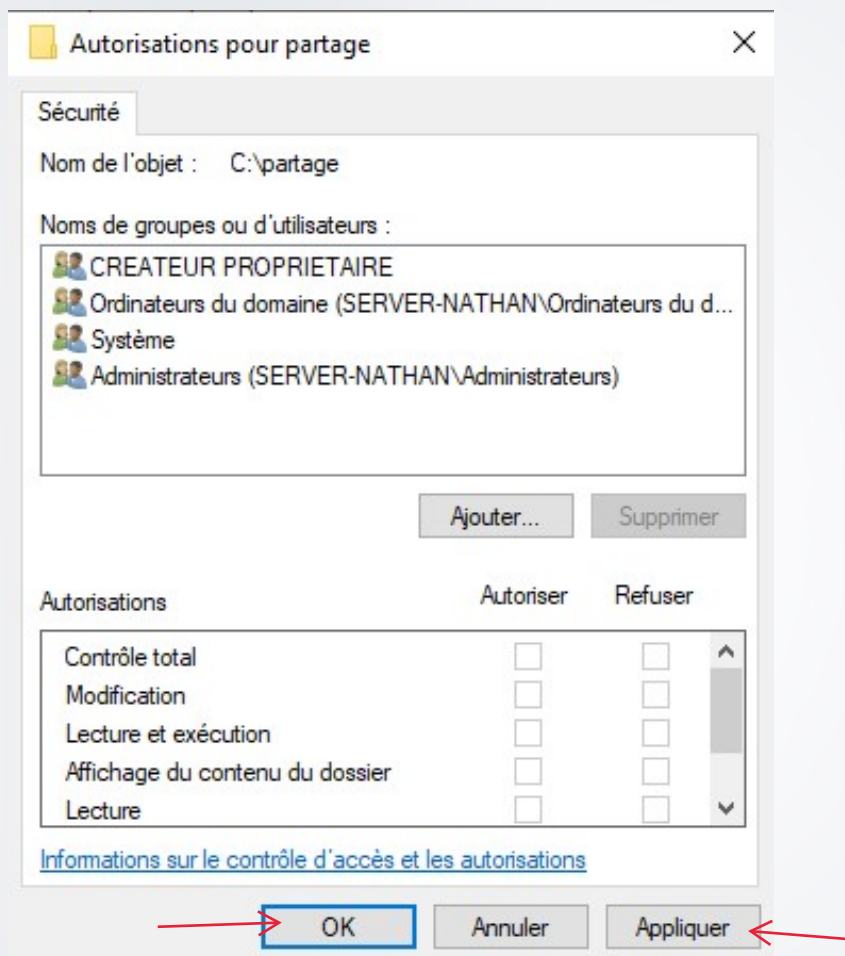 Autorisations pour partage
Sécurité
Nom de l'objet : C:\partage
Noms de groupes ou d'utilisateurs :
CREATEUR PROPRIETAIRE
Ordinateurs du domaine (SERVER-NATHAN\Ordinateurs du d...
Système
Administrateurs (SERVER-NATHAN\Administrateurs)
Ajouter... Supprimer
Autorisations Autoriser Refuser
Contrôle total
Modification
Lecture et exécution
Affichage du contenu du dossier
Lecture
Informations sur le contrôle d'accès et les autorisations
OK Annuler Appliquer